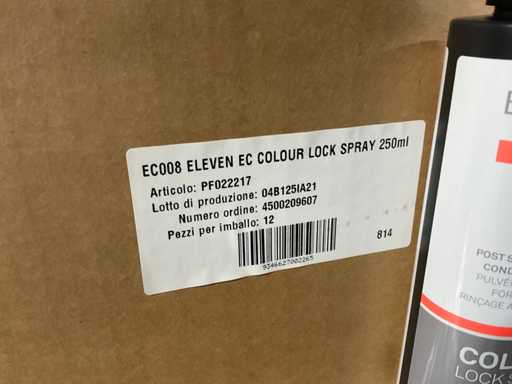 EC008 ELEVEN EC COLOUR LOCK SPRAY 250ml
Articolo: PF022217
Lotto di produzione: 04B125IA21
Numero ordine: 4500209607
Pezzi per imballo: 12
9346627002265
814
E
POST S
COND
PULVÉ
FOR
RINÇAGE A
COL
LOCK S